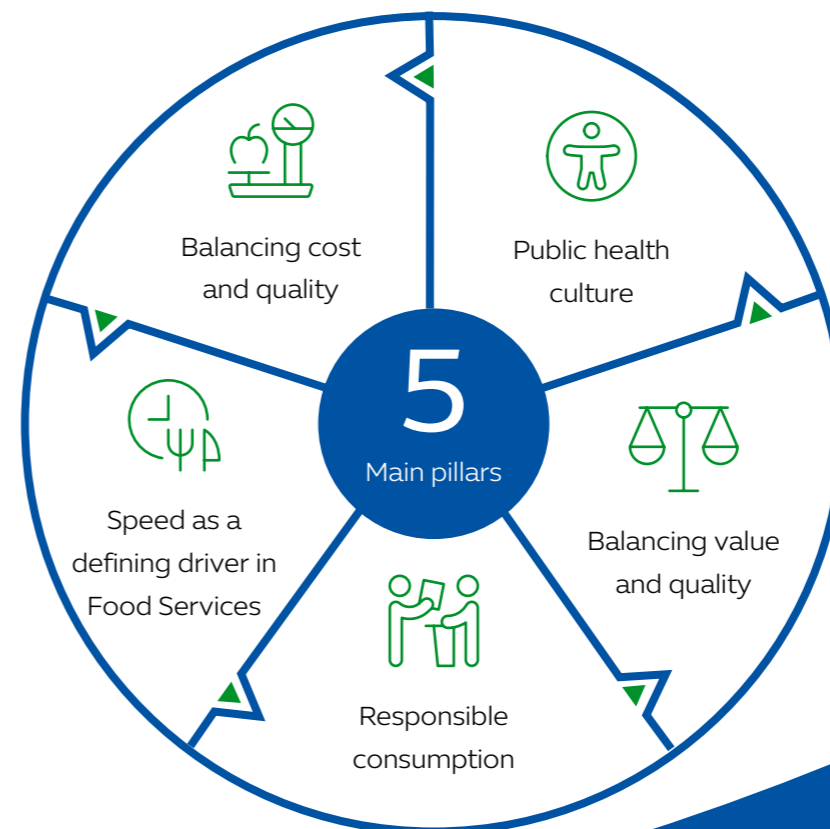 5
Main pillars
Public health
culture
Balancing value
and quality
Responsible
consumption
Speed as a
defining driver in
Food Services
Balancing cost
and quality